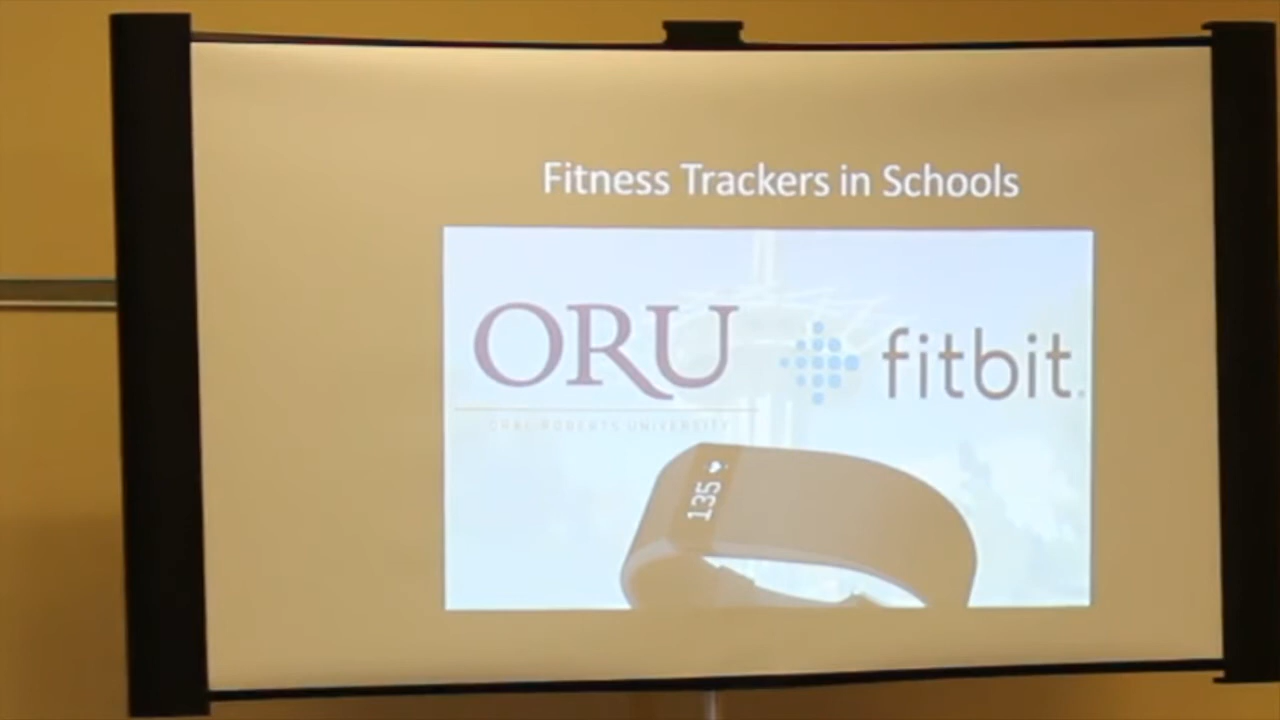 Fitness Trackers in Schools
ORU
fitbit.
ORAL ROBERTS UNIVERSITY
135